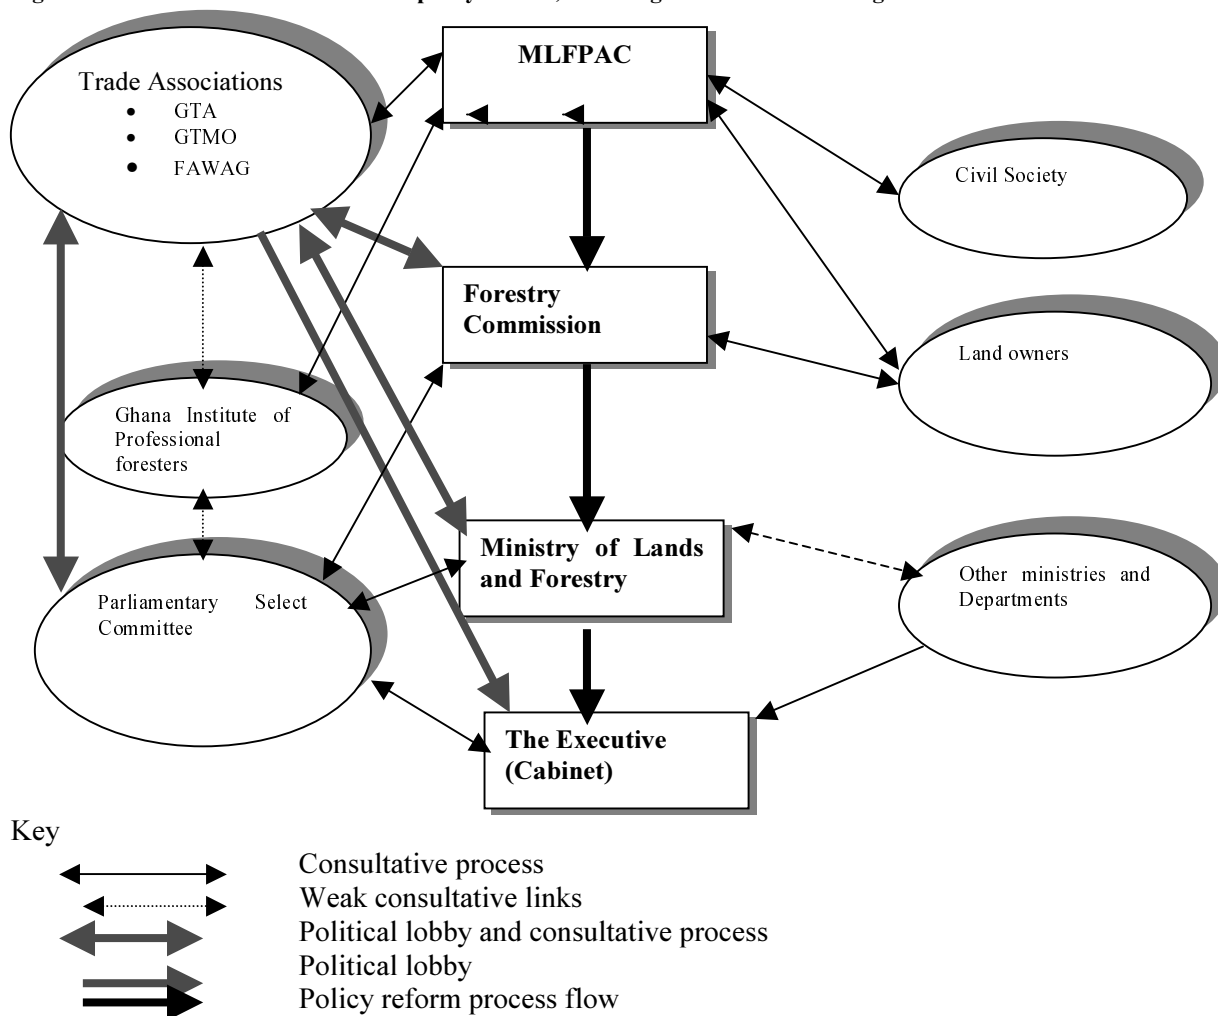 MLFPAC
Trade Associations
• GTA
• GTMO
• FAWAG
Civil Society
Forestry
Commission
Land owners
Ghana Institute of
Professional
foresters
Ministry of Lands
and Forestry
Other ministries and
Departments
Parliamentary Select
Committee
The Executive
(Cabinet)
Key
Consultative process
Weak consultative links
Political lobby and consultative process
Political lobby
Policy reform process flow